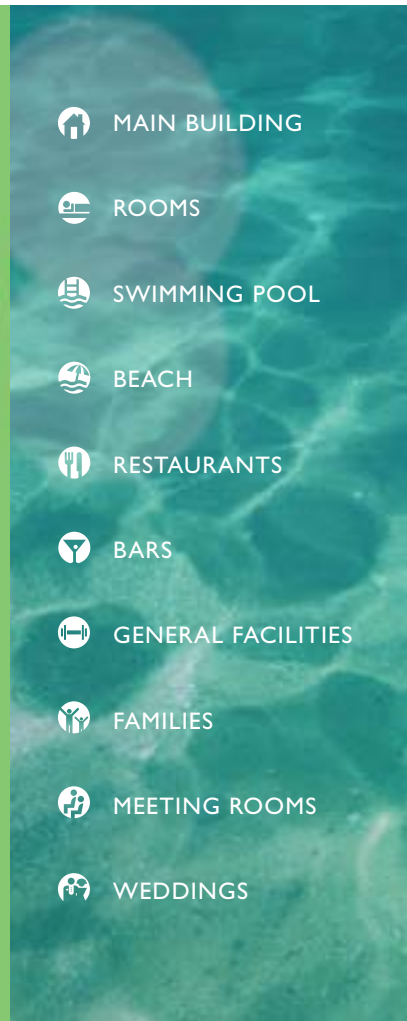 MAIN BUILDING
ROOMS
SWIMMING POOL
BEACH
RESTAURANTS
BARS
GENERAL FACILITIES
FAMILIES
MEETING ROOMS
WEDDINGS